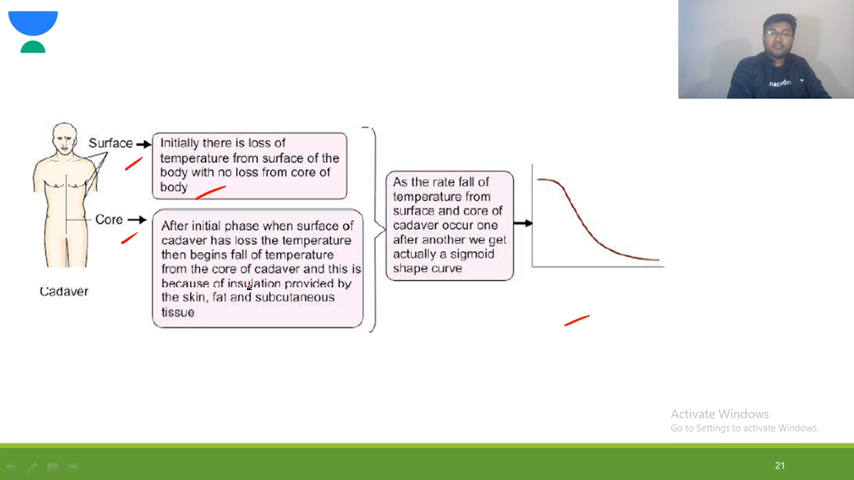 Surface
Initially there is loss of
temperature from surface of the
body with no loss from core of
body
Core
After initial phase when surface of
cadaver has loss the temperature
then begins fall of temperature
from the core of cadaver and this is
because of insulation provided by
the skin, fat and subcutaneous
tissue
Cadaver
As the rate fall of
temperature from
surface and core of
cadaver occur one
after another we get
actually a sigmoid
shape curve
Activate Windows
Go to Settings to activate Windows.
21